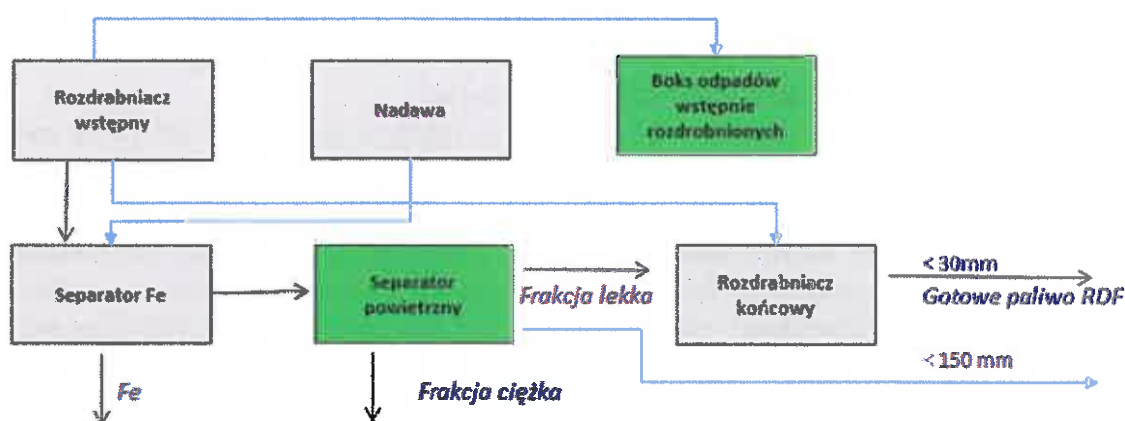 Rozdrabniacz
wstępny
Nadawa
Boks odpadów
wstępnie
rozdrobnionych
Separator Fe
Separator
powietrzny
Frakcja lekka
Rozdrabniacz
końcowy
< 30mm
Gotowe paliwo RDF
< 150 mm
Fe
Frakcja ciężka